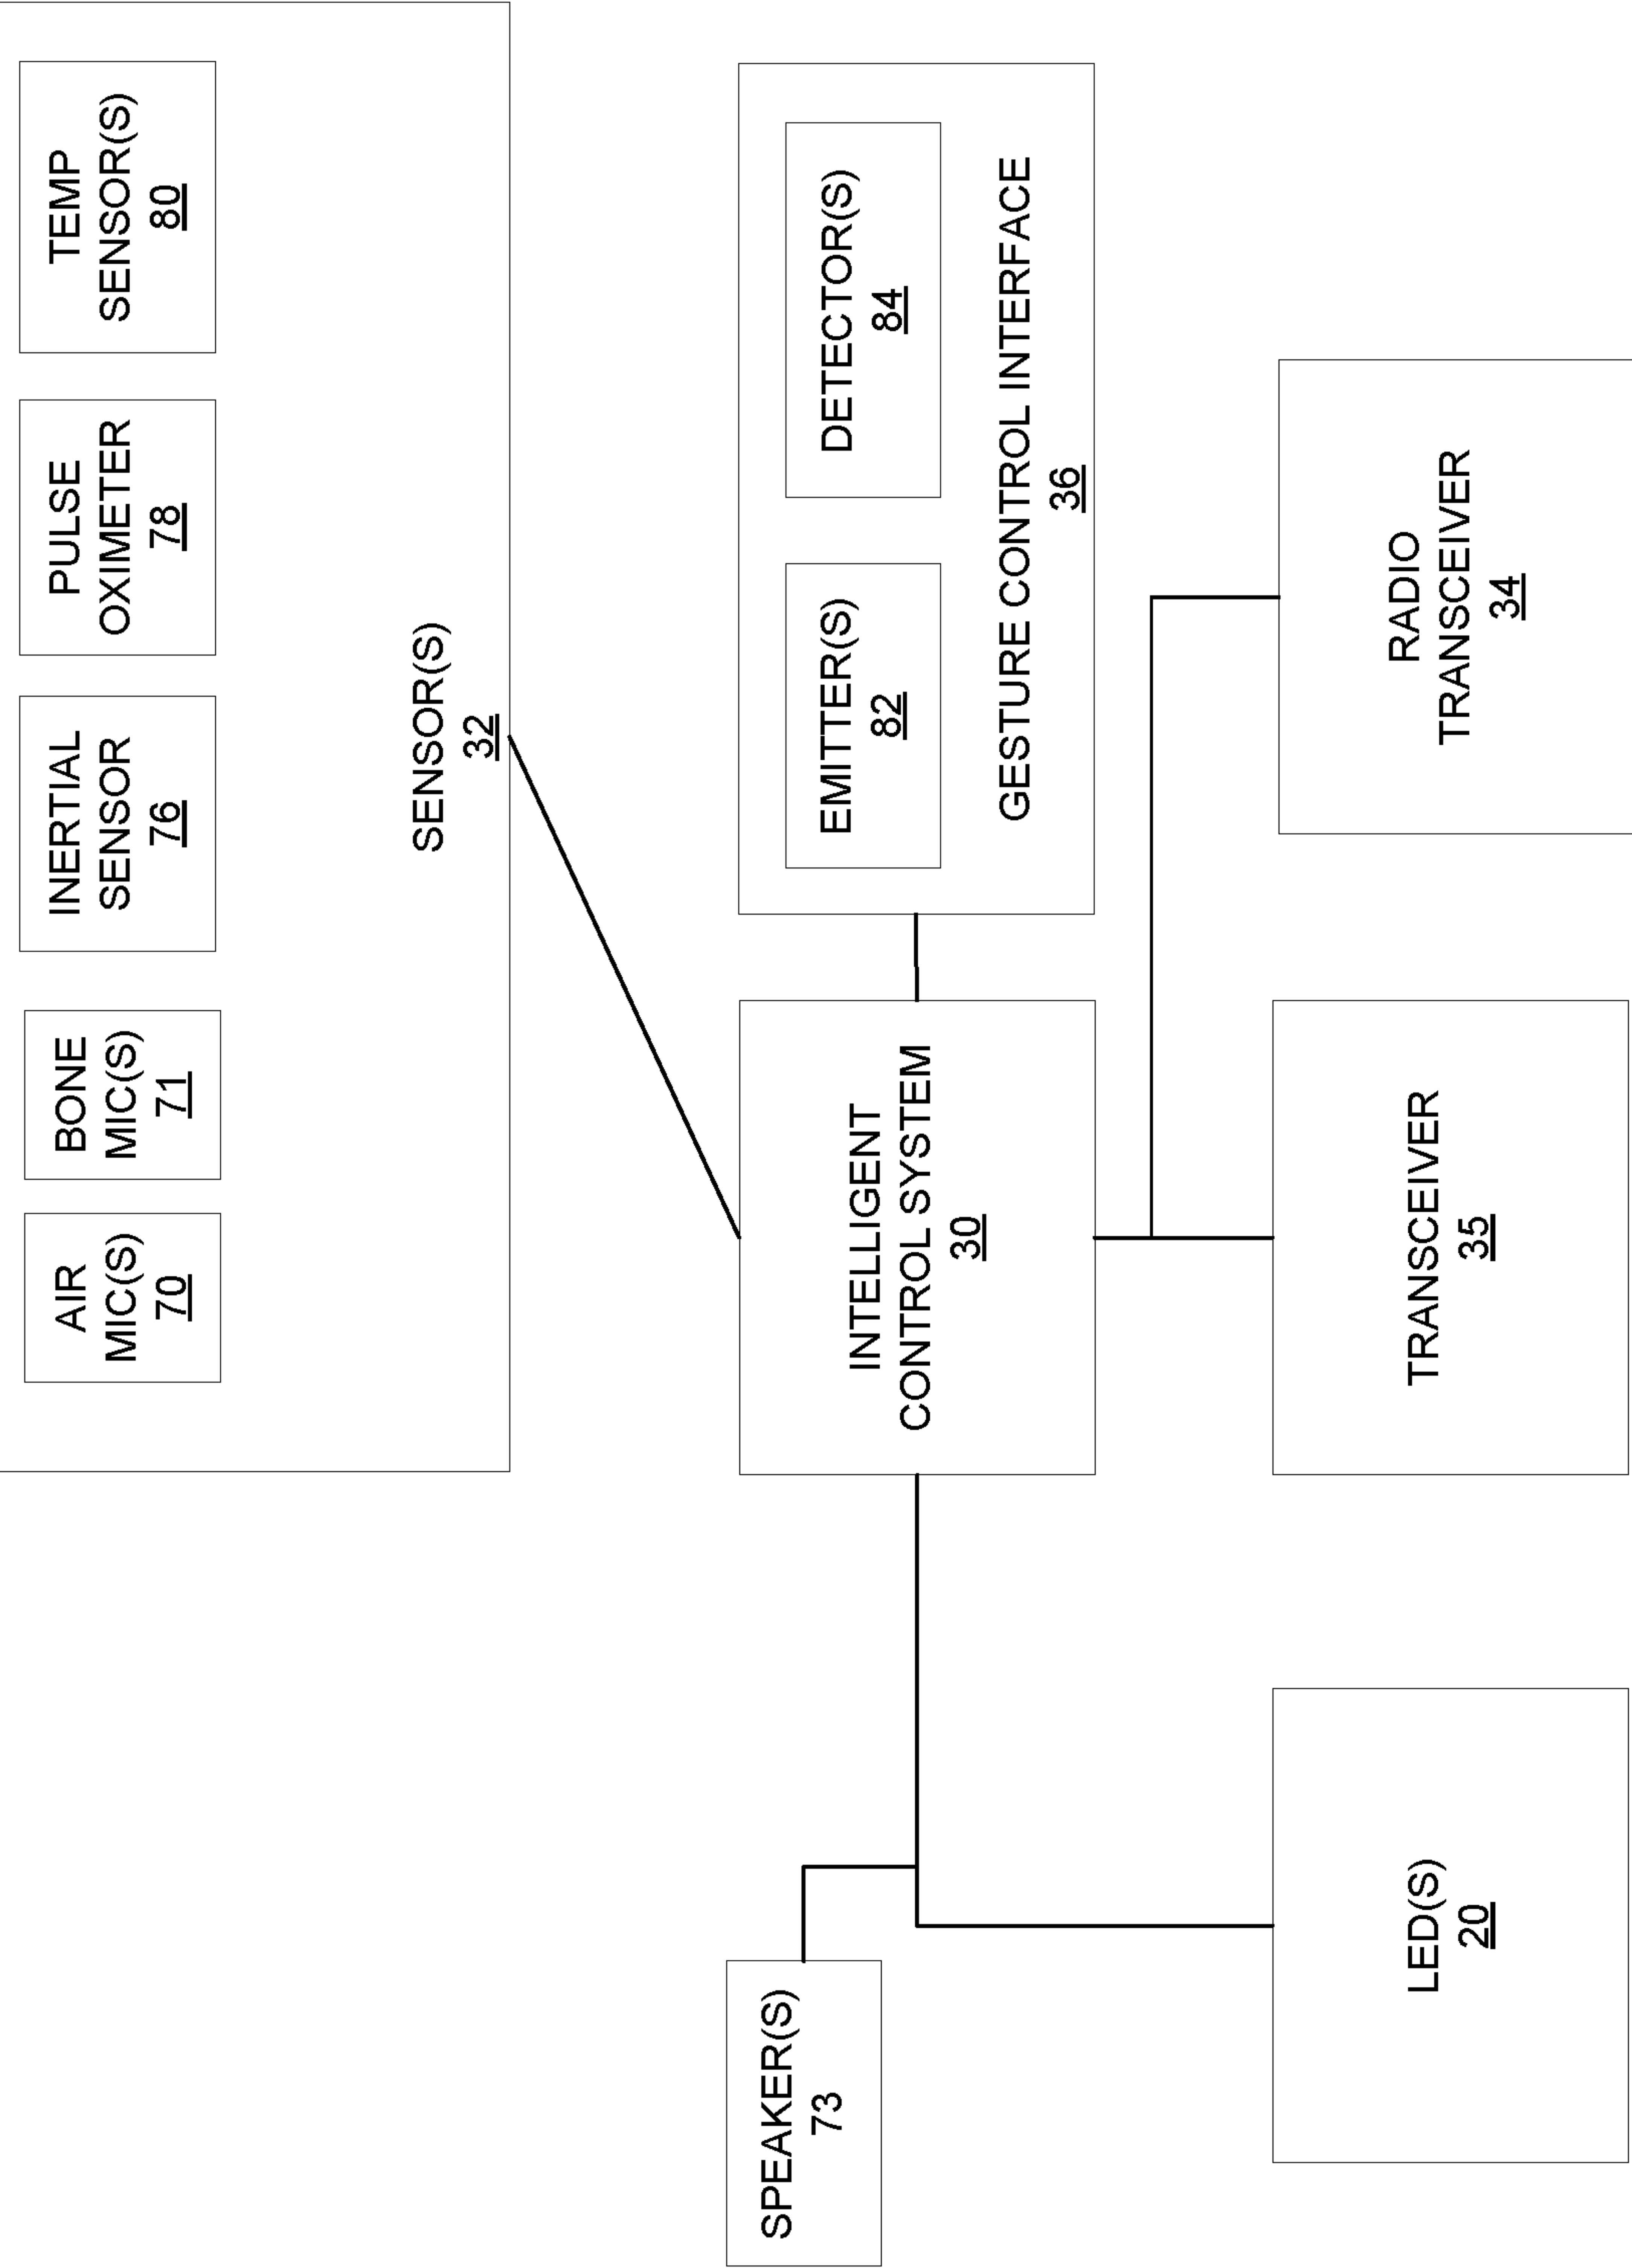 AIR
MIC(S)
70
BONE
MIC(S)
71
INERTIAL
SENSOR
76
PULSE
OXIMETER
78
TEMP
SENSOR(S)
80
SENSOR(S)
32
SPEAKER(S)
73
INTELLIGENT
CONTROL SYSTEM
30
EMITTER(S)
82
DETECTOR(S)
84
GESTURE CONTROL INTERFACE
36
LED(S)
20
TRANSCEIVER
35
RADIO
TRANSCEIVER
34